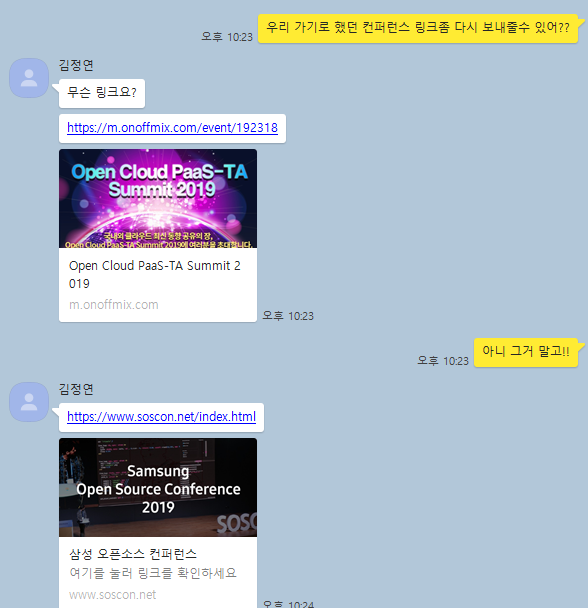 우리 가기로 했던 컨퍼런스 링크좀 다시 보내줄수 있어??
오후 10:23
김정연
무슨 링크요?
https://m.onoffmix.com/event/192318
Open Cloud PaaS-TA
Summit 2019
국내외 클라우드 최신 동향 공유의 장,
Open Cloud PaaS-TA Summit 2019에 여러분을 초대합니다.
Open Cloud PaaS-TA Summit 2
019
m.onoffmix.com
오후 10:23
아니 그거 말고!!
오후 10:23
김정연
https://www.soscon.net/index.html
Samsung
Open Source Conference
2019
SOSC
삼성 오픈소스 컨퍼런스
여기를 눌러 링크를 확인하세요
www.soscon.net
오후 10:24